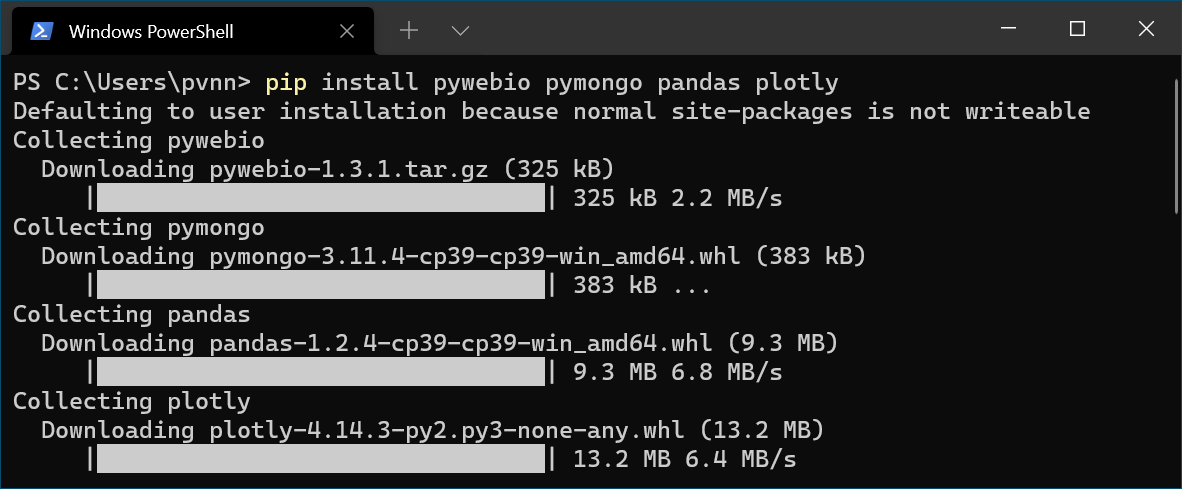 Windows PowerShell
PS C:\Users\pvnn> pip install pywebio pymongo pandas plotly
Defaulting to user installation because normal site-packages is not writeable
Collecting pywebio
  Downloading pywebio-1.3.1.tar.gz (325 kB)
     |████████████████████████████████| 325 kB 2.2 MB/s
Collecting pymongo
  Downloading pymongo-3.11.4-cp39-cp39-win_amd64.whl (383 kB)
     |████████████████████████████████| 383 kB ...
Collecting pandas
  Downloading pandas-1.2.4-cp39-cp39-win_amd64.whl (9.3 MB)
     |████████████████████████████████| 9.3 MB 6.8 MB/s
Collecting plotly
  Downloading plotly-4.14.3-py2.py3-none-any.whl (13.2 MB)
     |████████████████████████████████| 13.2 MB 6.4 MB/s